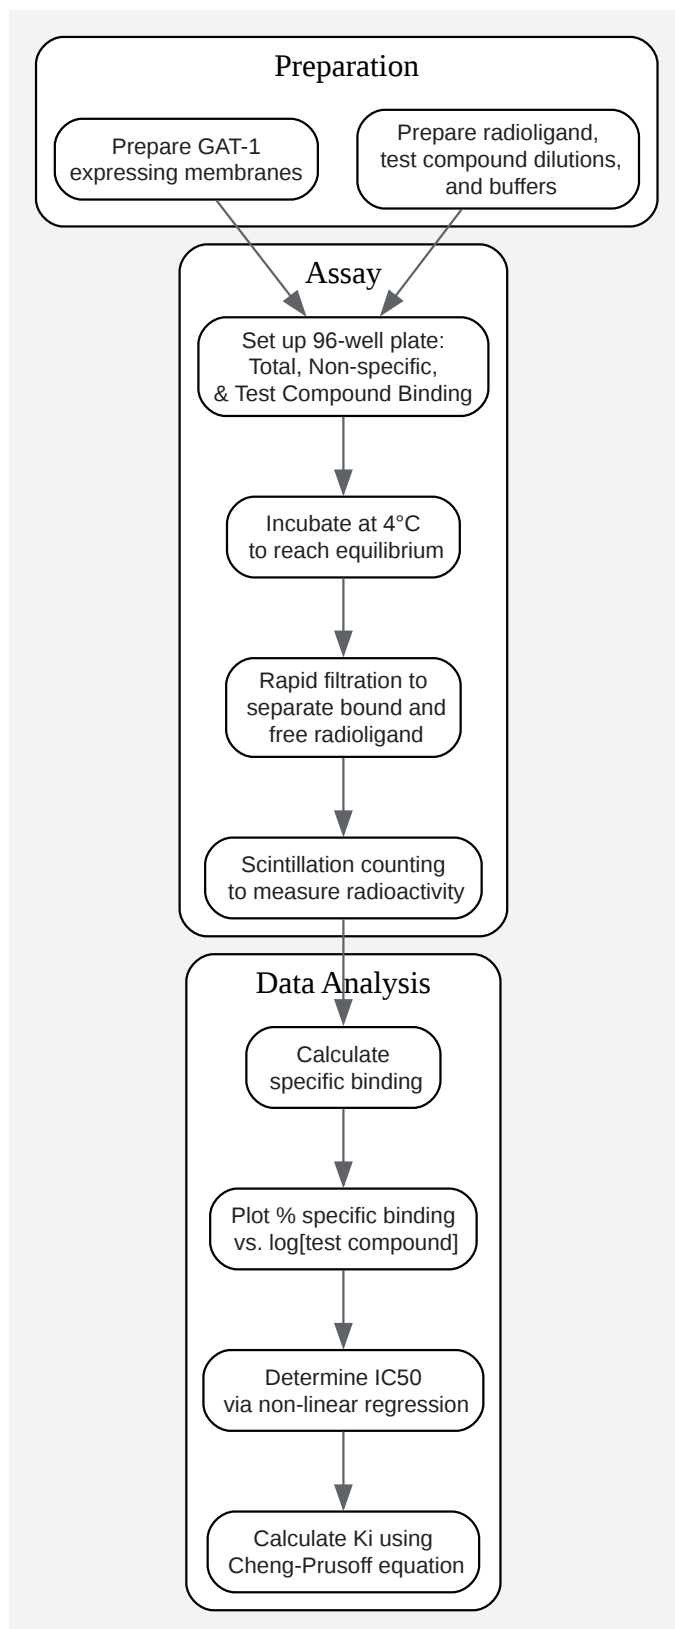 Preparation
Prepare GAT-1
expressing membranes
Prepare radioligand,
test compound dilutions,
and buffers
Assay
Set up 96-well plate:
Total, Non-specific,
& Test Compound Binding
Incubate at 4°C
to reach equilibrium
Rapid filtration to
separate bound and
free radioligand
Scintillation counting
to measure radioactivity
Data Analysis
Calculate
specific binding
Plot % specific binding
vs. log[test compound]
Determine IC50
via non-linear regression
Calculate Ki using
Cheng-Prusoff equation